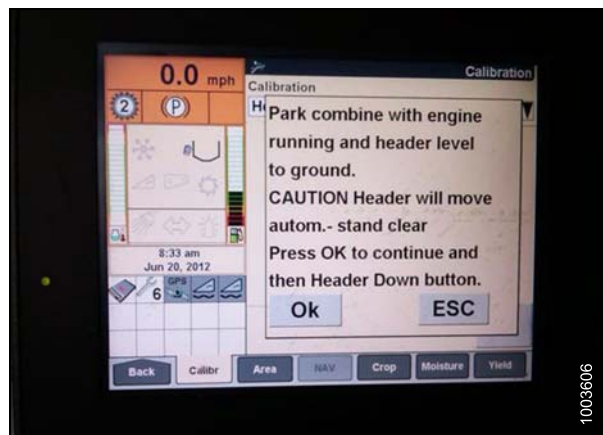 0.0 mph
Calibration
Calibration
2
P
He
Park combine with engine
running and header level
to ground.
CAUTION Header will move
autom.- stand clear
Press OK to continue and
then Header Down button.
Ok
ESC
8:33 am
Jun 20, 2012
6
GPS
Back
Calibr
Area
NAV
Crop
Moisture
Yield
1003606